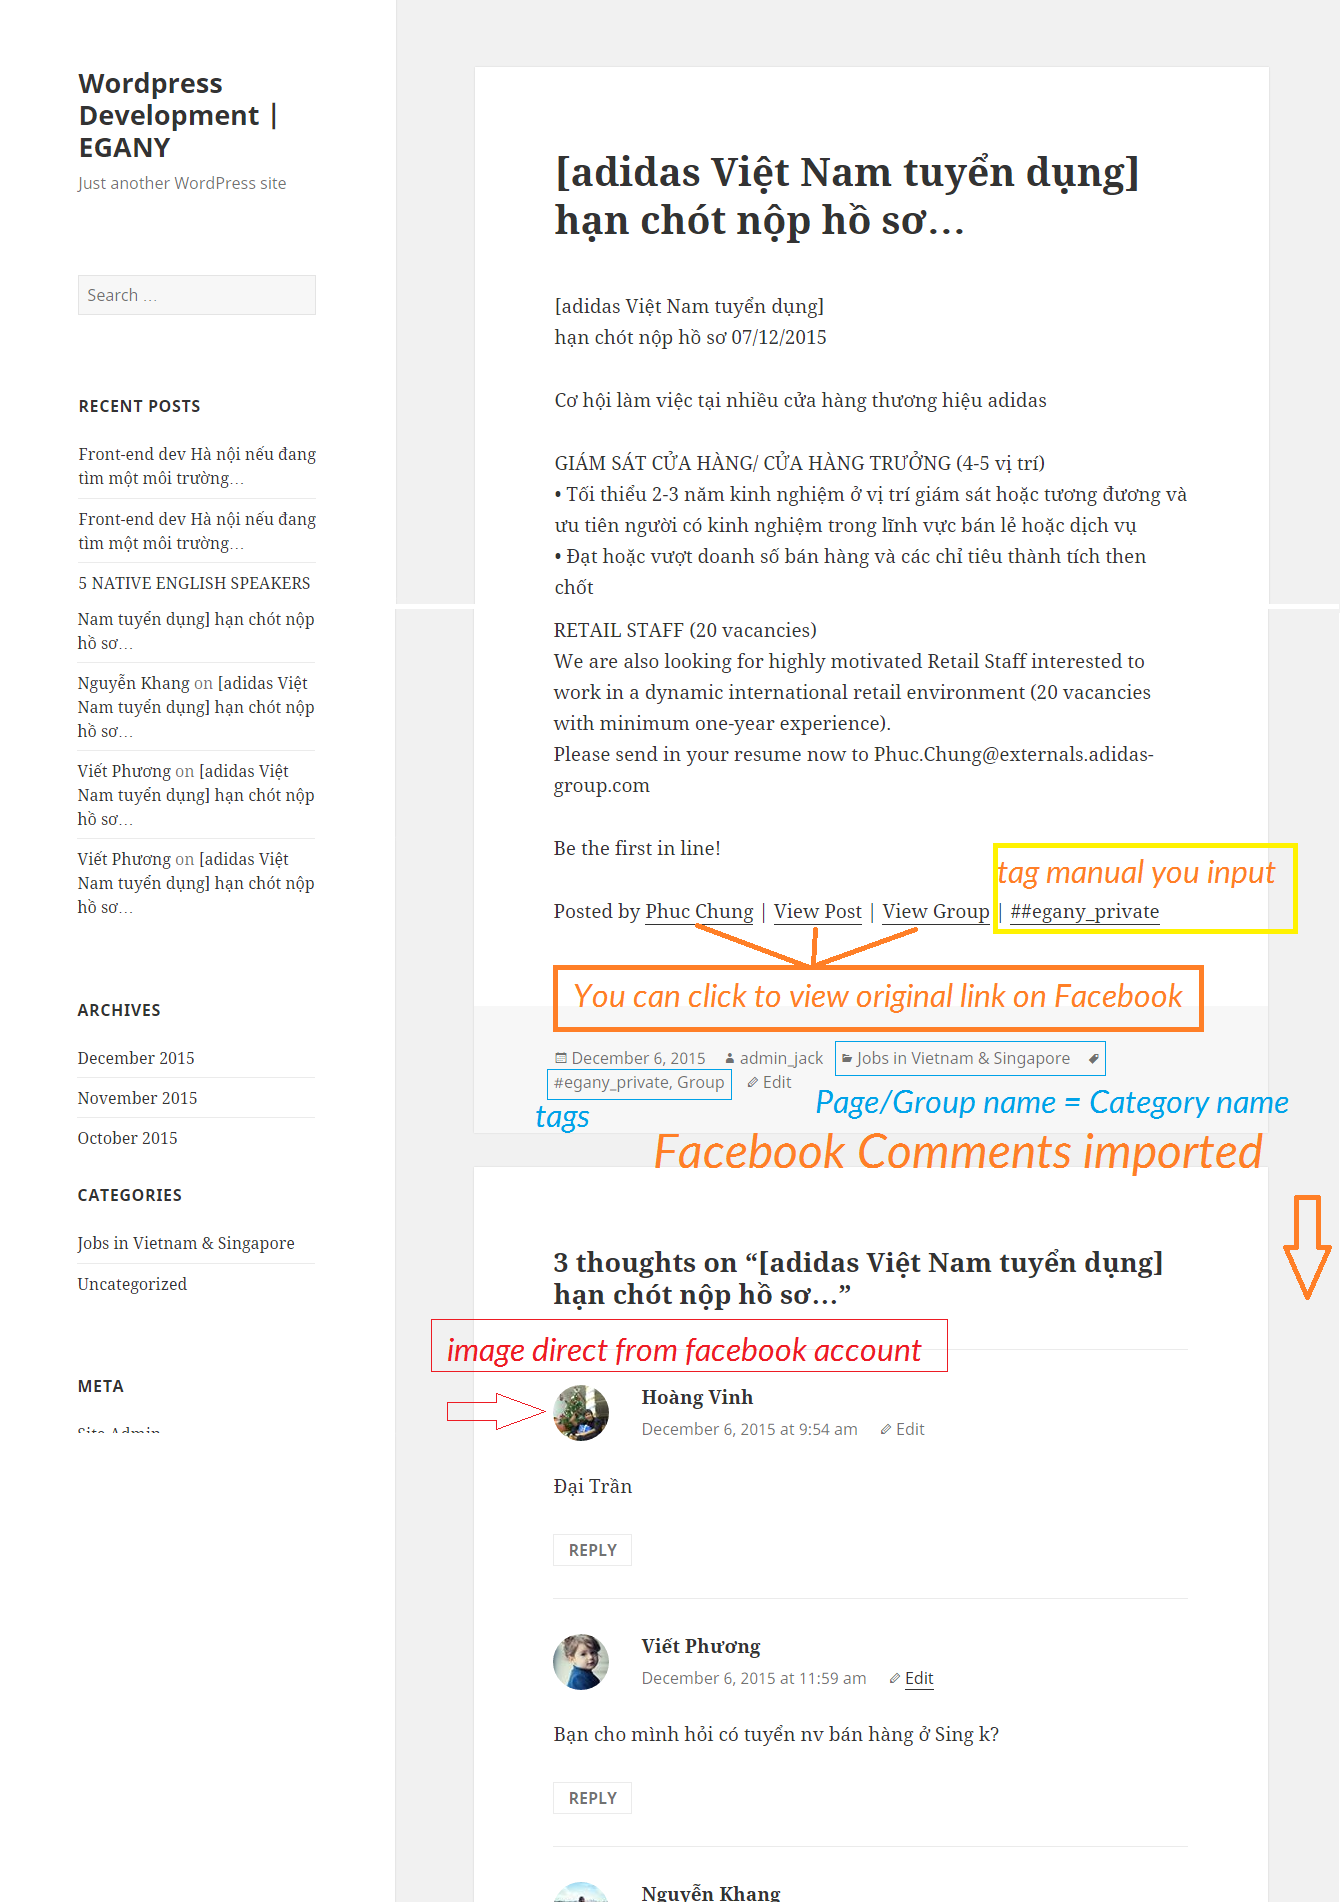 Wordpress
Development |
EGANY
Just another WordPress site
Search ...
RECENT POSTS
Front-end dev Hà nội nếu đang
tìm một môi trường...
Front-end dev Hà nội nếu đang
tìm một môi trường...
5 NATIVE ENGLISH SPEAKERS
Nam tuyển dụng] hạn chót nộp
hồ sơ...
Nguyễn Khang on [adidas Việt
Nam tuyển dụng] hạn chót nộp
hồ sơ...
Viết Phương on [adidas Việt
Nam tuyển dụng] hạn chót nộp
hồ sơ...
Viết Phương on [adidas Việt
Nam tuyển dụng] hạn chót nộp
hồ sơ...
ARCHIVES
December 2015
November 2015
October 2015
CATEGORIES
Jobs in Vietnam & Singapore
Uncategorized
META
Site Admin
[adidas Việt Nam tuyển dụng]
hạn chót nộp hồ sơ...
[adidas Việt Nam tuyển dụng]
hạn chót nộp hồ sơ 07/12/2015
Cơ hội làm việc tại nhiều cửa hàng thương hiệu adidas
GIÁM SÁT CỬA HÀNG/ CỬA HÀNG TRƯỞNG (4-5 vị trí)
• Tối thiểu 2-3 năm kinh nghiệm ở vị trí giám sát hoặc tương đương và
ưu tiên người có kinh nghiệm trong lĩnh vực bán lẻ hoặc dịch vụ
• Đạt hoặc vượt doanh số bán hàng và các chỉ tiêu thành tích then
chốt
RETAIL STAFF (20 vacancies)
We are also looking for highly motivated Retail Staff interested to
work in a dynamic international retail environment (20 vacancies
with minimum one-year experience).
Please send in your resume now to Phuc.Chung@externals.adidas-
group.com
Be the first in line!
tag manual you input
Posted by Phuc Chung | View Post | View Group | ##egany_private
You can click to view original link on Facebook
December 6, 2015 admin_jack Jobs in Vietnam & Singapore
#egany_private, Group Edit
tags
Page/Group name = Category name
Facebook Comments imported
3 thoughts on “[adidas Việt Nam tuyển dụng]
hạn chót nộp hồ sơ...”
image direct from facebook account
Hoàng Vinh
December 6, 2015 at 9:54 am Edit
Đại Trần
REPLY
Viết Phương
December 6, 2015 at 11:59 am Edit
Bạn cho mình hỏi có tuyển nv bán hàng ở Sing k?
REPLY
Nguyễn Khang